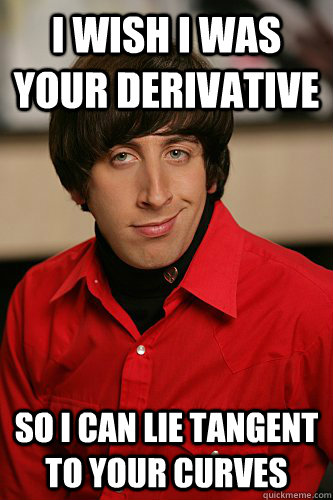 I WISH I WAS
YOUR DERIVATIVE
SO I CAN LIE TANGENT
TO YOUR CURVES
quickmeme.com